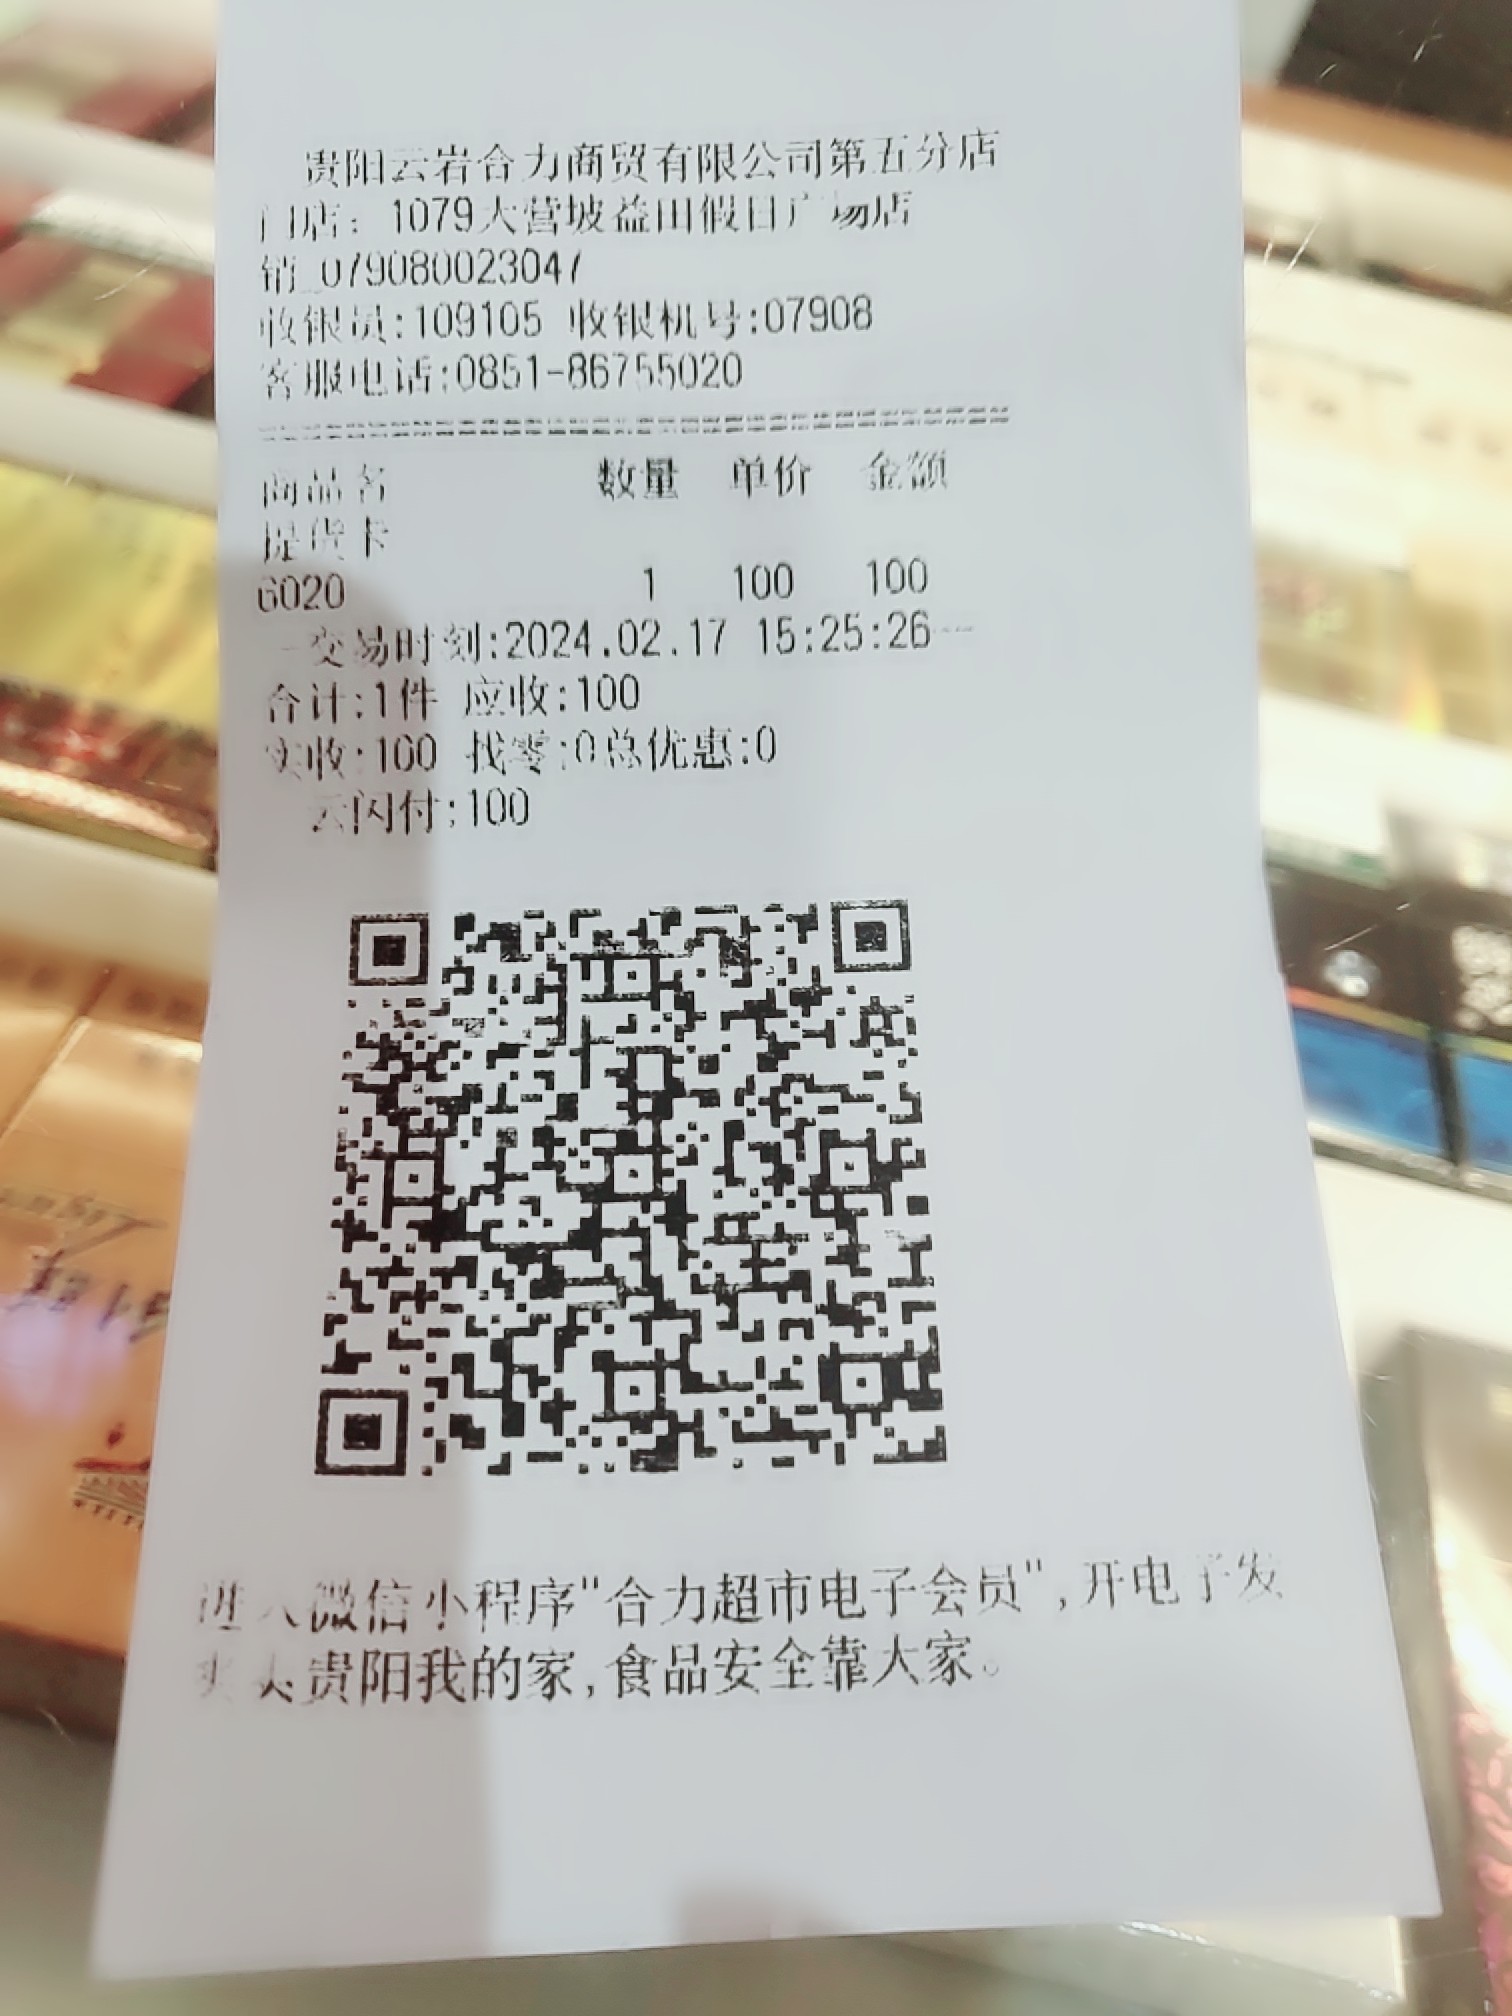 贵阳云岩合力商贸有限公司第五分店
门店: 1079大营坡益田假日广场店
销_079080023047
收银员:109105 收银机号:07908
客服电话:0851-86755020
商品名 数量 单价 金额
提货卡
6020 1 100 100
交易时刻:2024.02.17 15:25:26
合计:1件 应收:100
实收:100 找零:0总优惠:0
云闪付:100
进入微信小程序"合力超市电子会员",开电子发
贵阳我的家,食品安全靠大家。